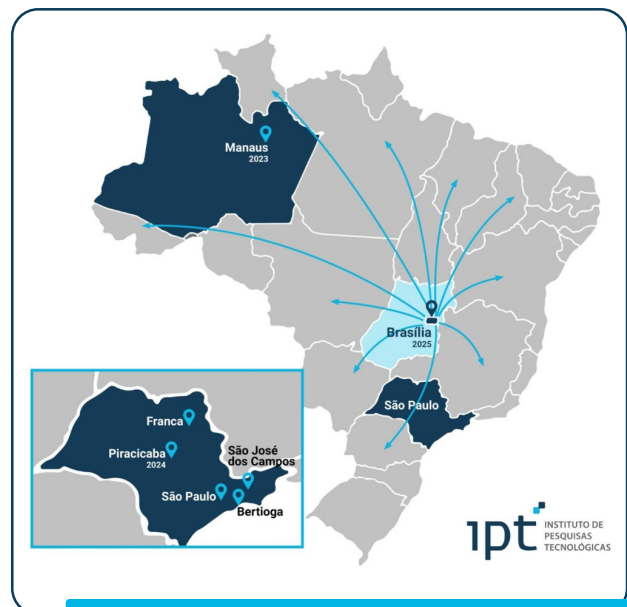 Manaus
2023
Brasília
2025
São Paulo
Franca
Piracicaba
2024
São José
dos Campos
São Paulo
Bertioga
ipt
INSTITUTO DE
PESQUISAS
TECNOLÓGICAS